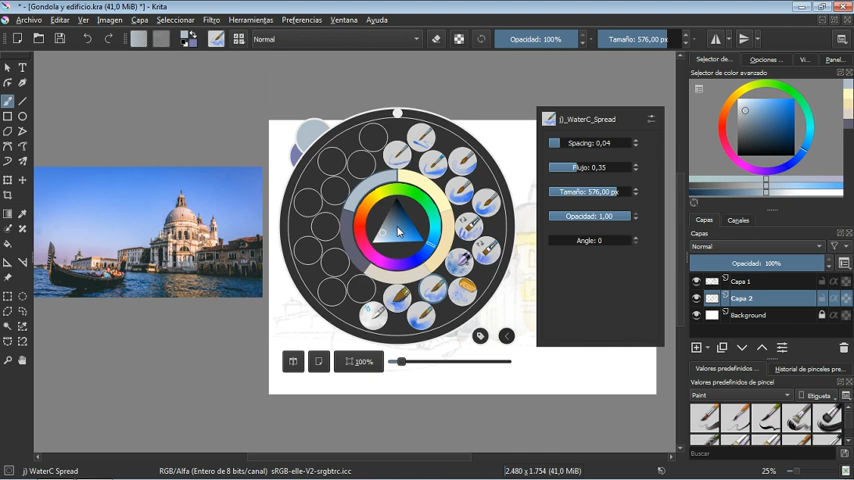 * - [Gondola y edificio.kra (41,0 MiB) *] - Krita
Archivo Editar Ver Imagen Capa Seleccionar Filtro Herramientas Preferencias Ventana Ayuda
Normal Opacidad: 100% Tamaño: 576,00 px
Selector de... Opciones ... Vi... Panel...
Selector de color avanzado
j)_WaterC_Spread
Spacing: 0,04
Flujo: 0,35
Tamaño: 576,00 px
Opacidad: 1,00
Angle: 0
100%
Capas Canales
Capas
Normal
Opacidad: 100%
Capa 1
Capa 2
Background
Valores predefinidos ... Historial de pinceles pre...
Valores predefinidos de pincel
Paint Etiqueta
Buscar
j) WaterC Spread RGB/Alfa (Entero de 8 bits/canal) sRGB-elle-V2-srgbtrc.icc 2.480 x 1.754 (41,0 MiB) 25%